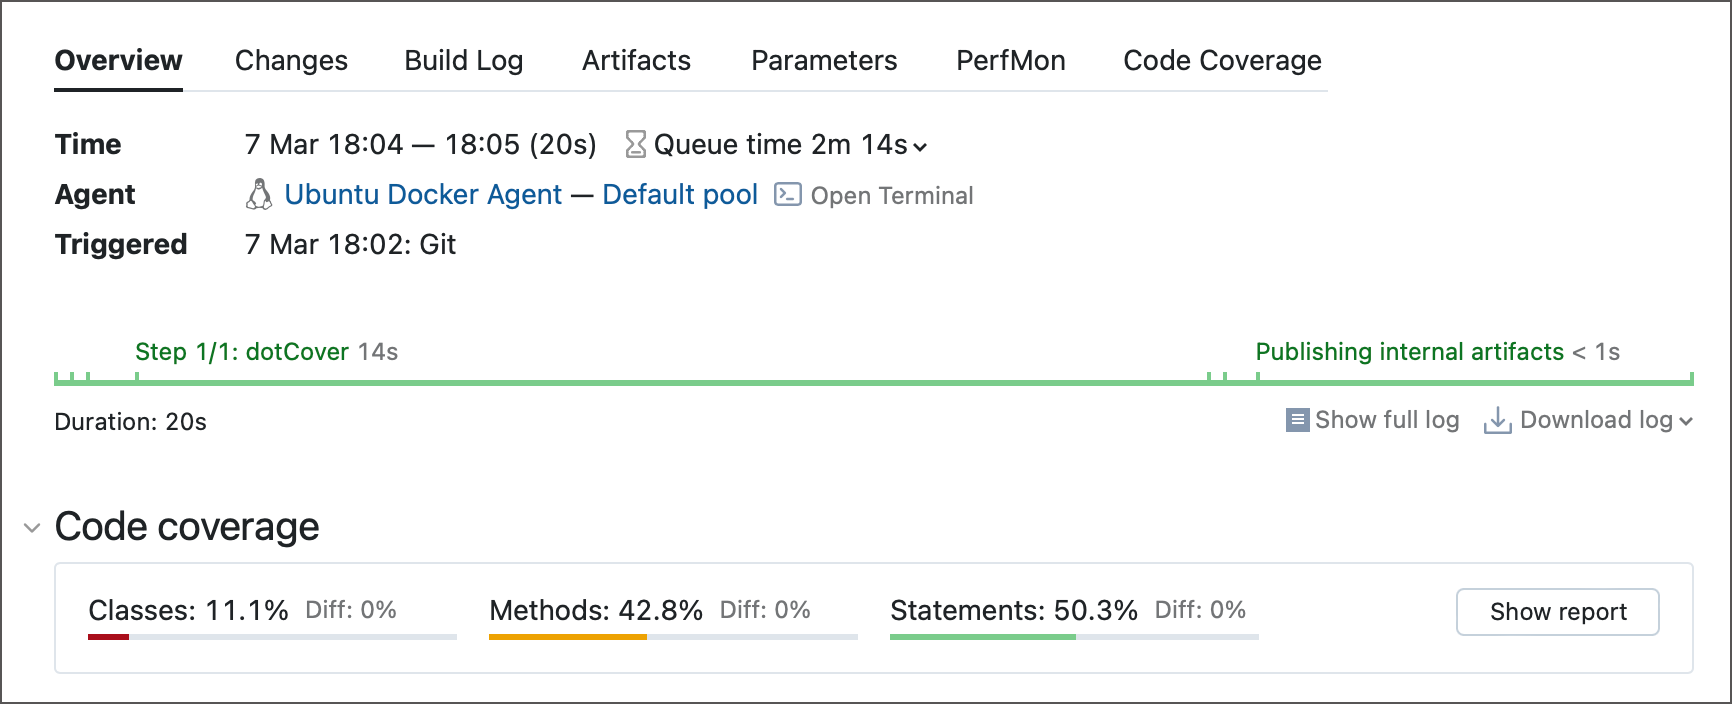 Overview Changes Build Log Artifacts Parameters PerfMon Code Coverage
Time 7 Mar 18:04 — 18:05 (20s) Queue time 2m 14s
Agent Ubuntu Docker Agent — Default pool Open Terminal
Triggered 7 Mar 18:02: Git
Step 1/1: dotCover 14s Publishing internal artifacts < 1s
Duration: 20s Show full log Download log
Code coverage
Classes: 11.1% Diff: 0% Methods: 42.8% Diff: 0% Statements: 50.3% Diff: 0% Show report